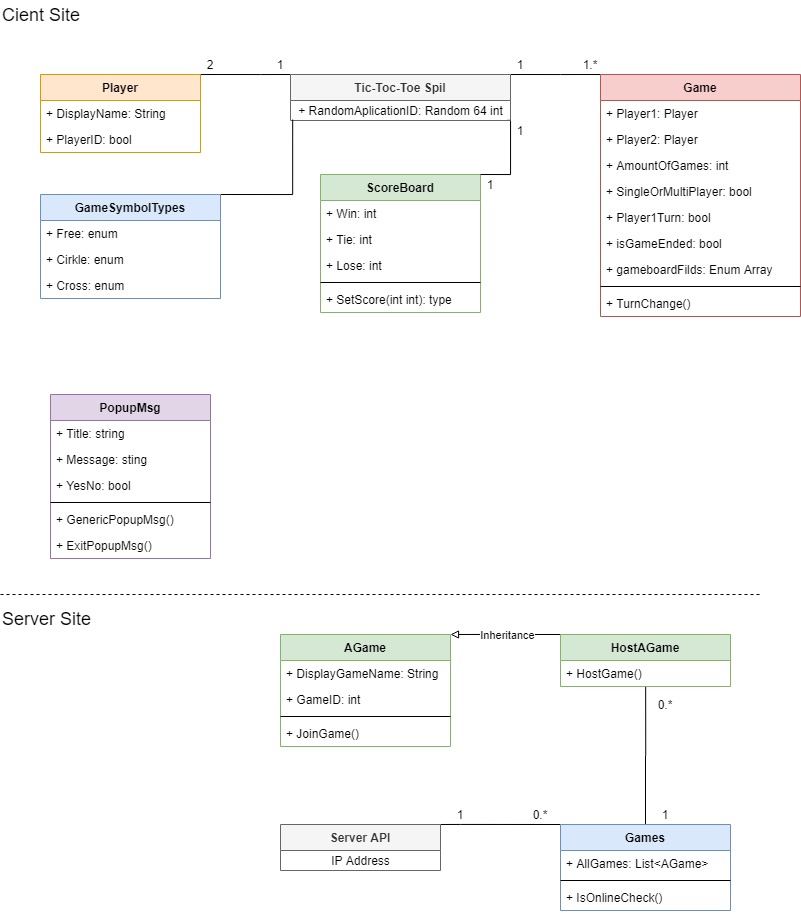 Cient Site
2
1
1
1.*
Player
+ DisplayName: String
+ PlayerID: bool
Tic-Toc-Toe Spil
+ RandomAplicationID: Random 64 int
1
1
Game
+ Player1: Player
+ Player2: Player
+ AmountOfGames: int
+ SingleOrMultiPlayer: bool
+ Player1Turn: bool
+ isGameEnded: bool
+ gameboardFilds: Enum Array
+ TurnChange()
GameSymbolTypes
+ Free: enum
+ Cirkle: enum
+ Cross: enum
ScoreBoard
+ Win: int
+ Tie: int
+ Lose: int
+ SetScore(int int): type
PopupMsg
+ Title: string
+ Message: sting
+ YesNo: bool
+ GenericPopupMsg()
+ ExitPopupMsg()
Server Site
AGame
+ DisplayGameName: String
+ GameID: int
+ JoinGame()
Inheritance
HostAGame
+ HostGame()
0.*
1
1
0.*
Server API
IP Address
Games
+ AllGames: List<AGame>
+ IsOnlineCheck()